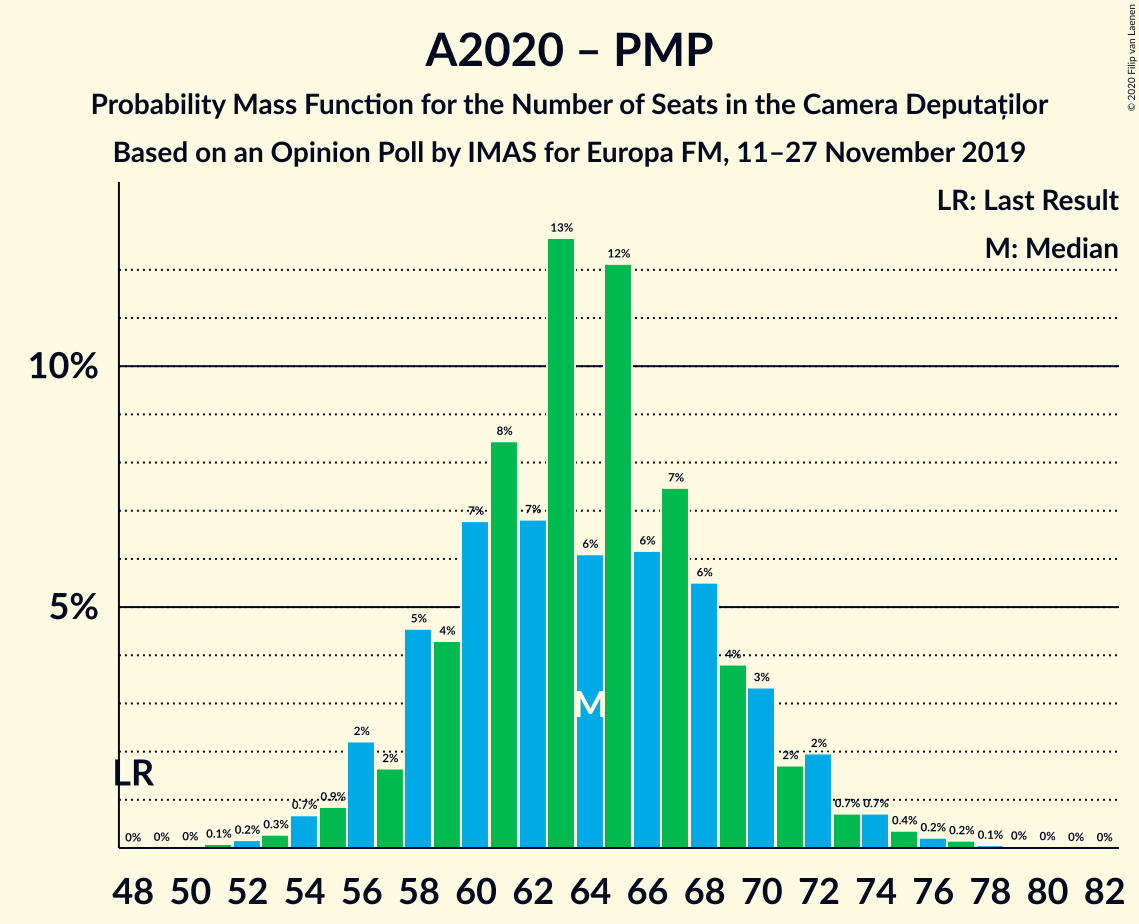 A2020 – PMP
Probability Mass Function for the Number of Seats in the Camera Deputaților
Based on an Opinion Poll by IMAS for Europa FM, 11–27 November 2019
© 2020 Filip van Laenen
LR: Last Result
M: Median
10%
5%
LR
M
0% 0% 0% 0.1% 0.2% 0.3% 0.7% 0.9% 2% 2% 5% 4% 7% 8% 7% 13% 6% 12% 6% 7% 6% 4% 3% 2% 2% 0.7% 0.7% 0.4% 0.2% 0.2% 0.1% 0% 0% 0% 0%
48 50 52 54 56 58 60 62 64 66 68 70 72 74 76 78 80 82